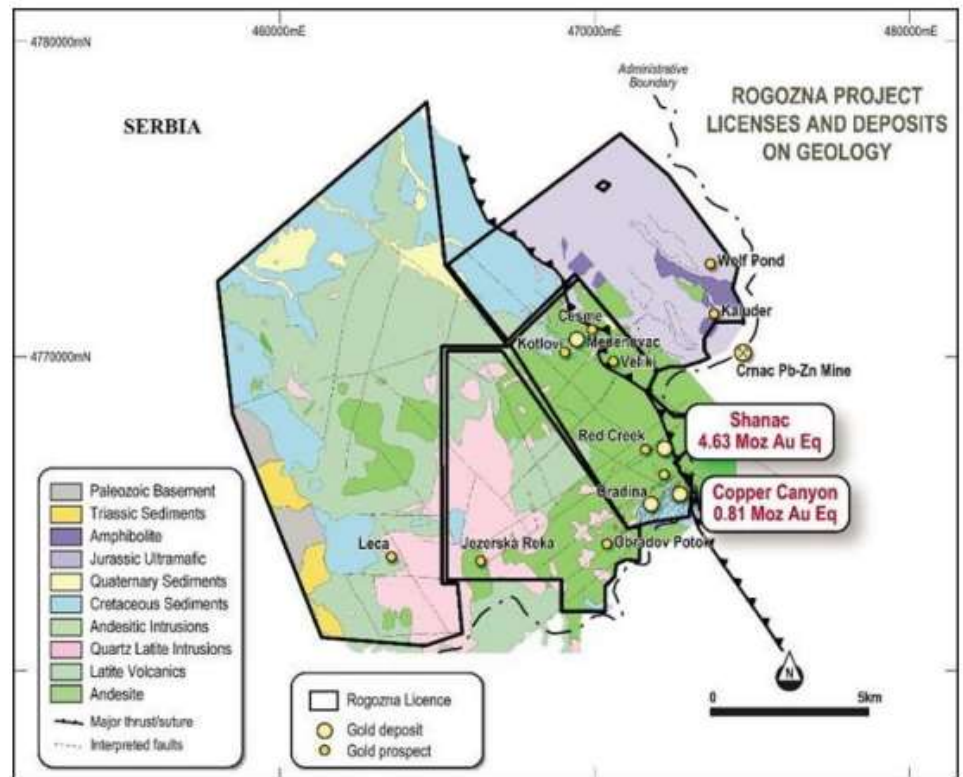 460000mE
470000mE
480000mE
4780000mN
4770000mN
Administrative
Boundary
ROGOZNA PROJECT
LICENSES AND DEPOSITS
ON GEOLOGY
SERBIA
Wolf Pond
Kaluder
Cesme
Kotlovi
Medenovac
Veliki
Crnac Pb-Zn Mine
Shanac
4.63 Moz Au Eq
Red Creek
Gradina
Copper Canyon
0.81 Moz Au Eq
Obradov Potok
Leca
Jezerska Reka
Paleozoic Basement
Triassic Sediments
Amphibolite
Jurassic Ultramafic
Quaternary Sediments
Cretaceous Sediments
Andesitic Intrusions
Quartz Latite Intrusions
Latite Volcanics
Andesite
Major thrust/suture
Interpreted faults
Rogozna Licence
Gold deposit
Gold prospect
N
0
5km